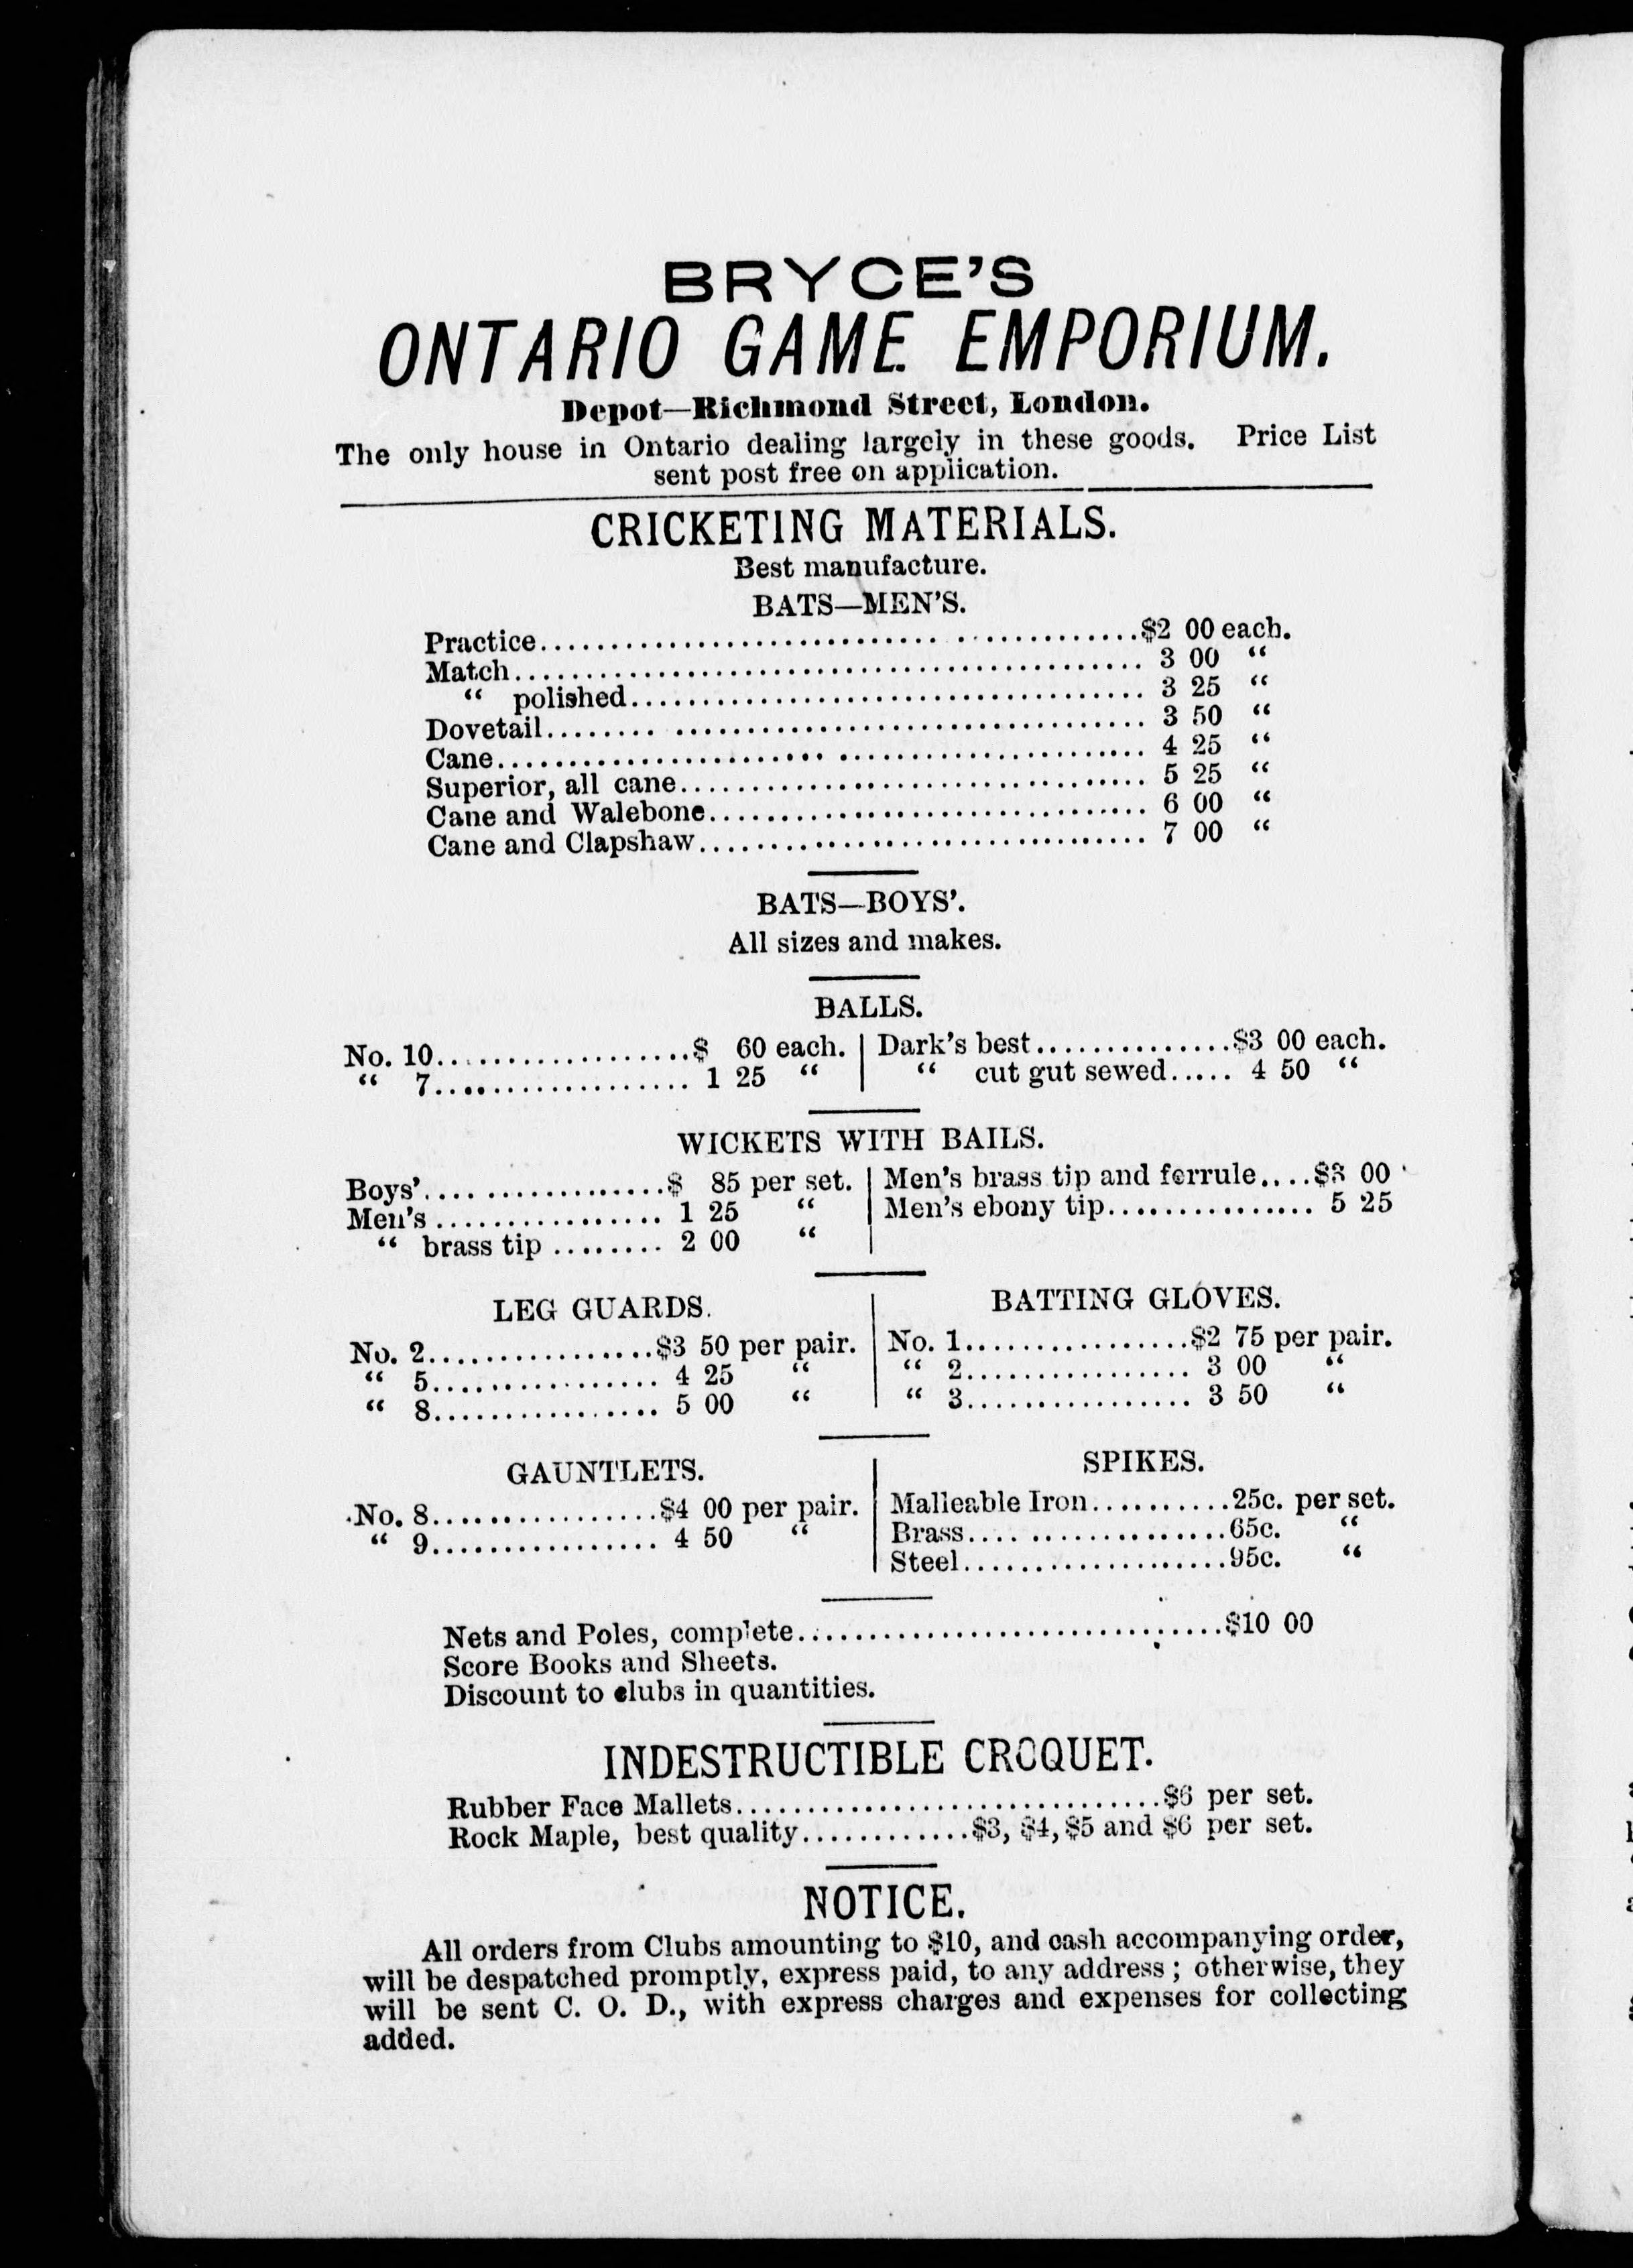 BRYCE'S
ONTARIO GAME EMPORIUM.
Depot—Richmond Street, London.
The only house in Ontario dealing largely in these goods. Price List
sent post free on application.
CRICKETING MATERIALS.
Best manufacture.
BATS—MEN'S.
Practice.................................................$2 00 each.
Match................................................. 3 00 "
" polished........................................ 3 25 "
Dovetail.............................................. 3 50 "
Cane.................................................. 4 25 "
Superior, all cane.................................... 5 25 "
Cane and Walebone................................ 6 00 "
Cane and Clapshaw................................ 7 00 "
BATS—BOYS'.
All sizes and makes.
BALLS.
No. 10..................$ 60 each.
" 7.................. 1 25 "
Dark's best..............$3 00 each.
" cut gut sewed..... 4 50 "
WICKETS WITH BAILS.
Boys'.................$ 85 per set.
Men's ................ 1 25 "
" brass tip ........ 2 00 "
Men's brass tip and ferrule....$3 00
Men's ebony tip............... 5 25
LEG GUARDS.
No. 2................$3 50 per pair.
" 5................ 4 25 "
" 8................ 5 00 "
BATTING GLOVES.
No. 1................$2 75 per pair.
" 2................ 3 00 "
" 3................ 3 50 "
GAUNTLETS.
No. 8................$4 00 per pair.
" 9................ 4 50 "
SPIKES.
Malleable Iron..........25c. per set.
Brass..................65c. "
Steel...................95c. "
Nets and Poles, complete..............................$10 00
Score Books and Sheets.
Discount to clubs in quantities.
INDESTRUCTIBLE CROQUET.
Rubber Face Mallets..............................$6 per set.
Rock Maple, best quality............$3, $4, $5 and $6 per set.
NOTICE.
All orders from Clubs amounting to $10, and cash accompanying order,
will be despatched promptly, express paid, to any address; otherwise, they
will be sent C. O. D., with express charges and expenses for collecting
added.